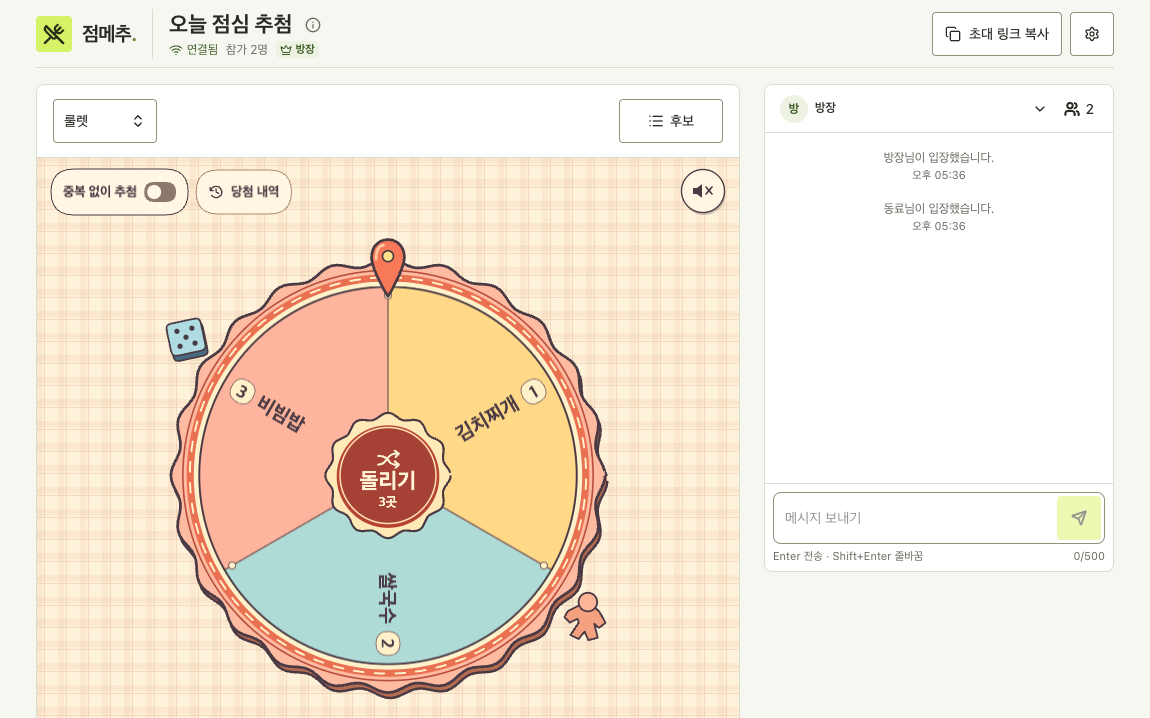 점메추.
오늘 점심 추첨
연결됨 참가 2명 방장
초대 링크 복사
룰렛
후보
방 방장
2
중복 없이 추첨
당첨 내역
방장님이 입장했습니다.
오후 05:36
동료님이 입장했습니다.
오후 05:36
3 비빔밥
1 김치찌개
돌리기
3곳
쌀국수 2
메시지 보내기
Enter 전송 · Shift+Enter 줄바꿈
0/500